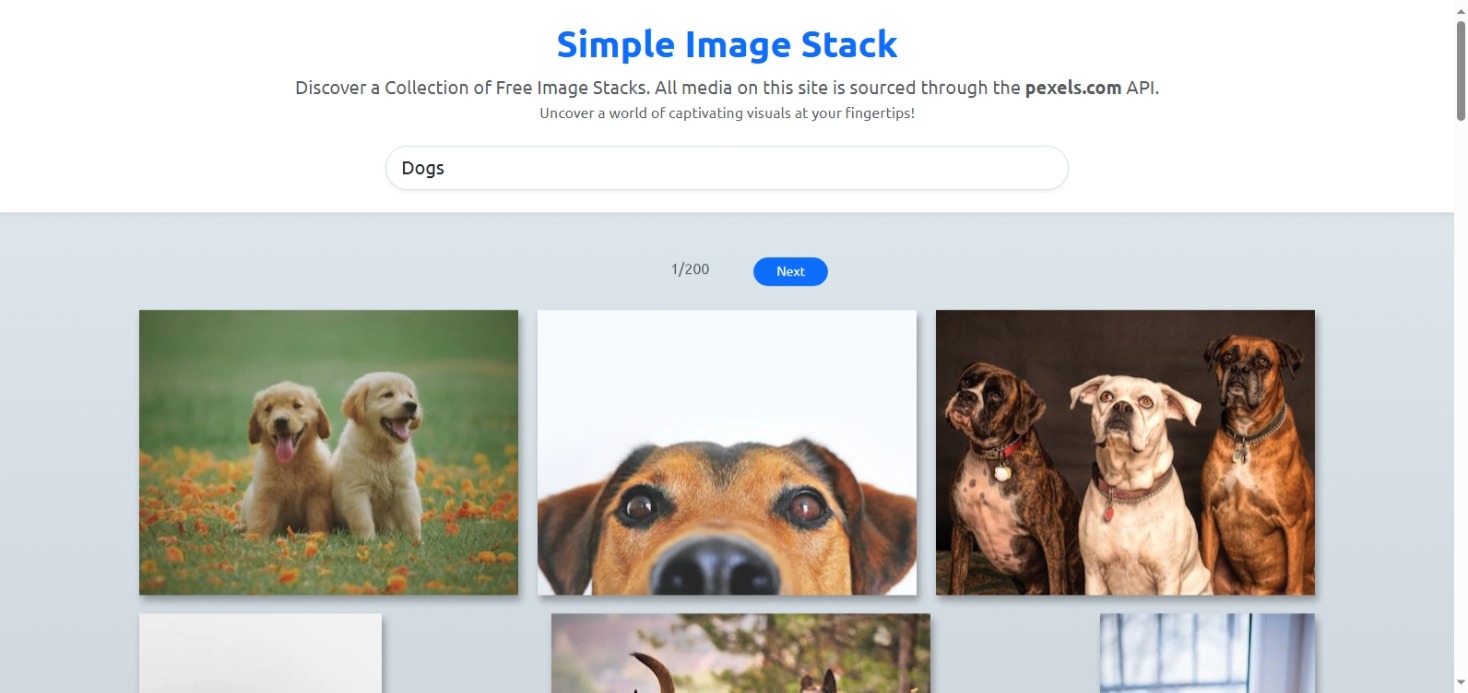 Simple Image Stack
Discover a Collection of Free Image Stacks. All media on this site is sourced through the pexels.com API.
Uncover a world of captivating visuals at your fingertips!
Dogs
1/200
Next